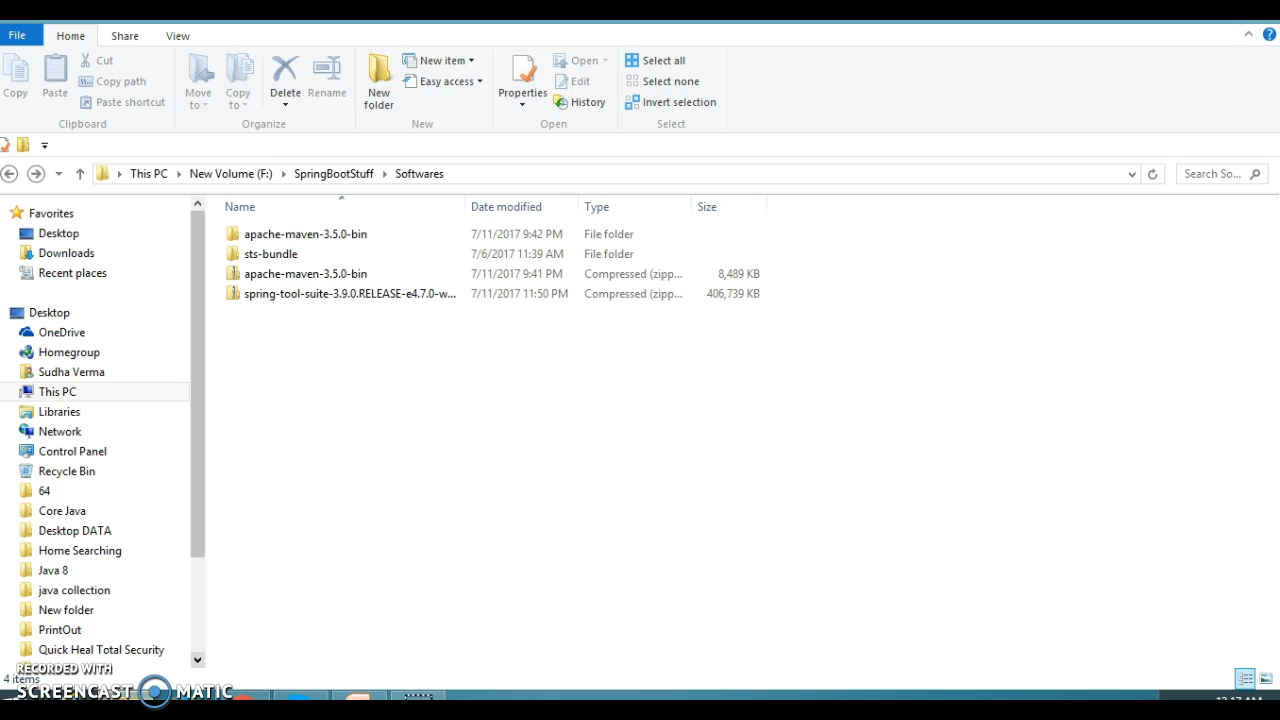 File Home Share View
Cut
Copy path
Paste shortcut
Copy Paste
Clipboard
Move to Copy to Delete Rename
Organize
New folder
New item
Easy access
New
Properties
Open
Edit
History
Open
Select all
Select none
Invert selection
Select
This PC New Volume (F:) SpringBootStuff Softwares
Search So...
Name Date modified Type Size
apache-maven-3.5.0-bin 7/11/2017 9:42 PM File folder
sts-bundle 7/6/2017 11:39 AM File folder
apache-maven-3.5.0-bin 7/11/2017 9:41 PM Compressed (zipp... 8,489 KB
spring-tool-suite-3.9.0.RELEASE-e4.7.0-w... 7/11/2017 11:50 PM Compressed (zipp... 406,739 KB
Favorites
Desktop
Downloads
Recent places
Desktop
OneDrive
Homegroup
Sudha Verma
This PC
Libraries
Network
Control Panel
Recycle Bin
64
Core Java
Desktop DATA
Home Searching
Java 8
java collection
New folder
PrintOut
Quick Heal Total Security
RECORDED WITH
4 items
SCREENCAST MATIC